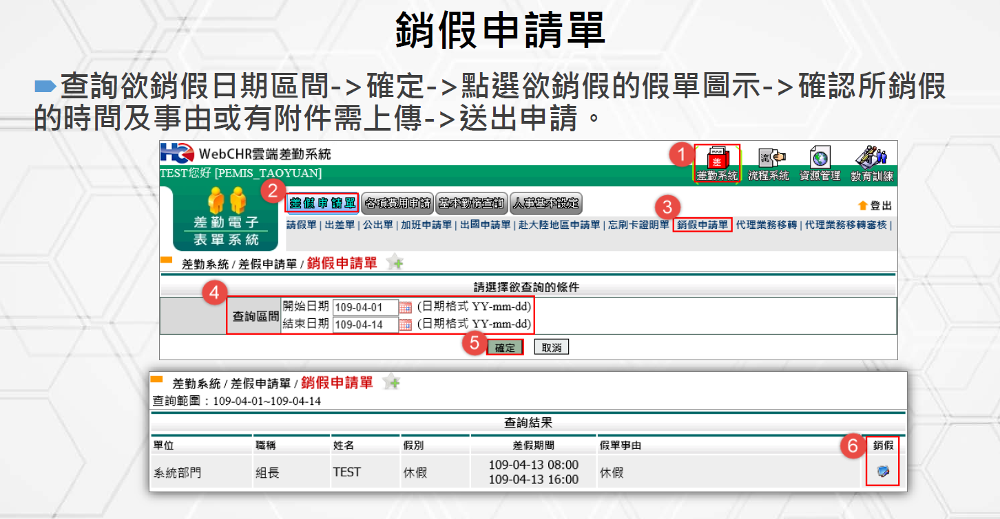 銷假申請單
查詢欲銷假日期區間->確定->點選欲銷假的假單圖示->確認所銷假
的時間及事由或有附件需上傳->送出申請。
WebCHR雲端差勤系統
1
差
流
差勤系統 流程系統 資源管理 教育訓練
TEST您好 [PEMIS_TAOYUAN]
2
差假申請單 各項費用申請 基本勤惰查詢 人事基本設定
3
登出
差勤電子
表單系統
請假單 | 出差單 | 公出單 | 加班申請單 | 出國申請單 | 赴大陸地區申請單 | 忘刷卡證明單 | 銷假申請單 | 代理業務移轉 | 代理業務移轉審核 |
差勤系統 / 差假申請單 / 銷假申請單
請選擇欲查詢的條件
4
查詢區間
開始日期 109-04-01 (日期格式 YY-mm-dd)
結束日期 109-04-14 (日期格式 YY-mm-dd)
5
確定 取消
差勤系統 / 差假申請單 / 銷假申請單
查詢範圍：109-04-01~109-04-14
查詢結果
單位 職稱 姓名 假別 差假期間 假單事由 6 銷假
系統部門 組長 TEST 休假 109-04-13 08:00 休假
109-04-13 16:00